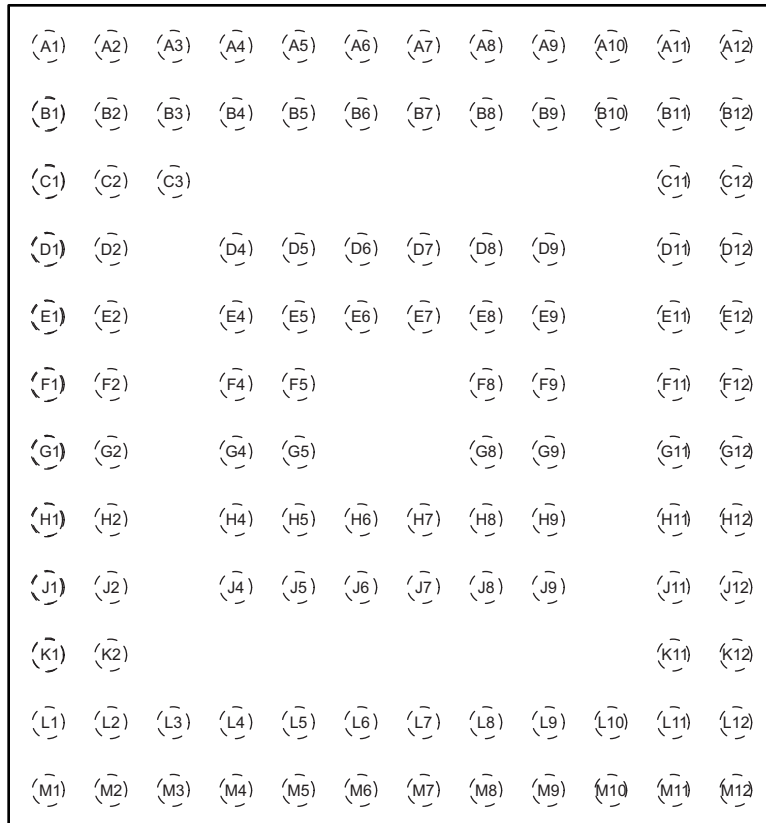 A1 A2 A3 A4 A5 A6 A7 A8 A9 A10 A11 A12
B1 B2 B3 B4 B5 B6 B7 B8 B9 B10 B11 B12
C1 C2 C3 C11 C12
D1 D2 D4 D5 D6 D7 D8 D9 D11 D12
E1 E2 E4 E5 E6 E7 E8 E9 E11 E12
F1 F2 F4 F5 F8 F9 F11 F12
G1 G2 G4 G5 G8 G9 G11 G12
H1 H2 H4 H5 H6 H7 H8 H9 H11 H12
J1 J2 J4 J5 J6 J7 J8 J9 J11 J12
K1 K2 K11 K12
L1 L2 L3 L4 L5 L6 L7 L8 L9 L10 L11 L12
M1 M2 M3 M4 M5 M6 M7 M8 M9 M10 M11 M12